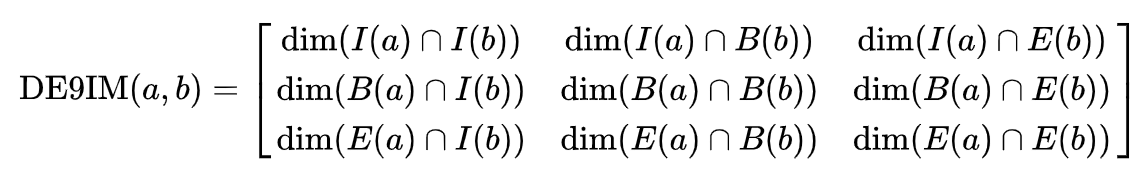 DE9IM(a, b) =
dim(I(a) ∩ I(b)) dim(I(a) ∩ B(b)) dim(I(a) ∩ E(b))
dim(B(a) ∩ I(b)) dim(B(a) ∩ B(b)) dim(B(a) ∩ E(b))
dim(E(a) ∩ I(b)) dim(E(a) ∩ B(b)) dim(E(a) ∩ E(b))